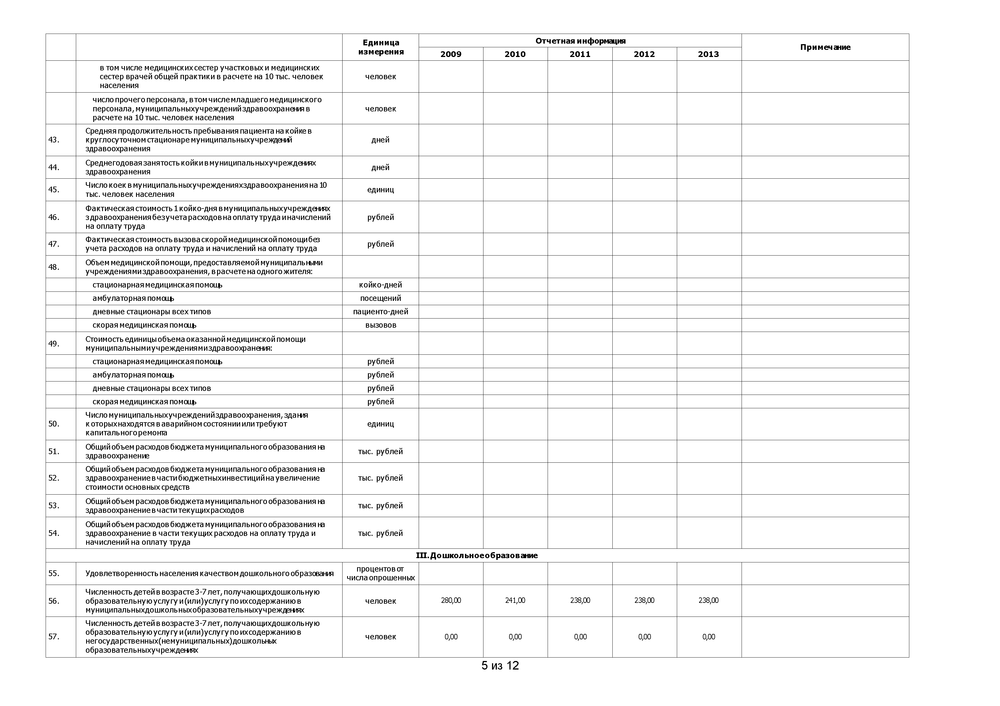 Единица
измерения
Отчетная информация
Примечание
2009 2010 2011 2012 2013
в том числе медицинских сестер участковых и медицинских
сестер врачей общей практики в расчете на 10 тыс. человек
населения
человек
число прочего персонала, в том числе младшего медицинского
персонала, муниципальных учреждений здравоохранения в
расчете на 10 тыс. человек населения
человек
43.
Средняя продолжительность пребывания пациента на койке в
круглосуточном стационаре муниципальных учреждений
здравоохранения
дней
44.
Среднегодовая занятость койки в муниципальных учреждениях
здравоохранения
дней
45.
Число коек в муниципальных учреждениях здравоохранения на 10
тыс. человек населения
единиц
46.
Фактическая стоимость 1 койко-дня в муниципальных учреждениях
здравоохранения без учета расходов на оплату труда и начислений
на оплату труда
рублей
47.
Фактическая стоимость вызова скорой медицинской помощи без
учета расходов на оплату труда и начислений на оплату труда
рублей
48.
Объем медицинской помощи, предоставляемой муниципальными
учреждениями здравоохранения, в расчете на одного жителя:
стационарная медицинская помощь койко-дней
амбулаторная помощь посещений
дневные стационары всех типов пациенто-дней
скорая медицинская помощь вызовов
49.
Стоимость единицы объема оказанной медицинской помощи
муниципальными учреждениями здравоохранения:
стационарная медицинская помощь рублей
амбулаторная помощь рублей
дневные стационары всех типов рублей
скорая медицинская помощь рублей
50.
Число муниципальных учреждений здравоохранения, здания
которых находятся в аварийном состоянии или требуют
капитального ремонта
единиц
51.
Общий объем расходов бюджета муниципального образования на
здравоохранение
тыс. рублей
52.
Общий объем расходов бюджета муниципального образования на
здравоохранение в части бюджетных инвестиций на увеличение
стоимости основных средств
тыс. рублей
53.
Общий объем расходов бюджета муниципального образования на
здравоохранение в части текущих расходов
тыс. рублей
54.
Общий объем расходов бюджета муниципального образования на
здравоохранение в части текущих расходов на оплату труда и
начислений на оплату труда
тыс. рублей
III. Дошкольное образование
55.
Удовлетворенность населения качеством дошкольного образования
процентов от
числа опрошенных
56.
Численность детей в возрасте 3-7 лет, получающих дошкольную
образовательную услугу и (или) услугу по их содержанию в
муниципальных дошкольных образовательных учреждениях
человек 280,00 241,00 238,00 238,00 238,00
57.
Численность детей в возрасте 3-7 лет, получающих дошкольную
образовательную услугу и (или) услугу по их содержанию в
негосударственных (немуниципальных) дошкольных
образовательных учреждениях
человек 0,00 0,00 0,00 0,00 0,00
5 из 12